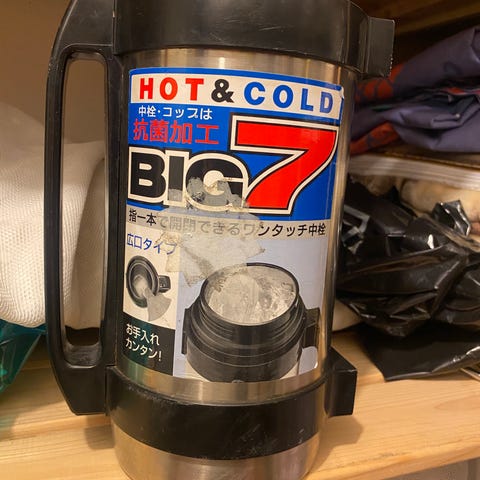 HOT & COLD
中栓・コップは
抗菌加工
BIG7
指一本で開閉できるワンタッチ中栓
広口タイプ
お手入れ
カンタン!